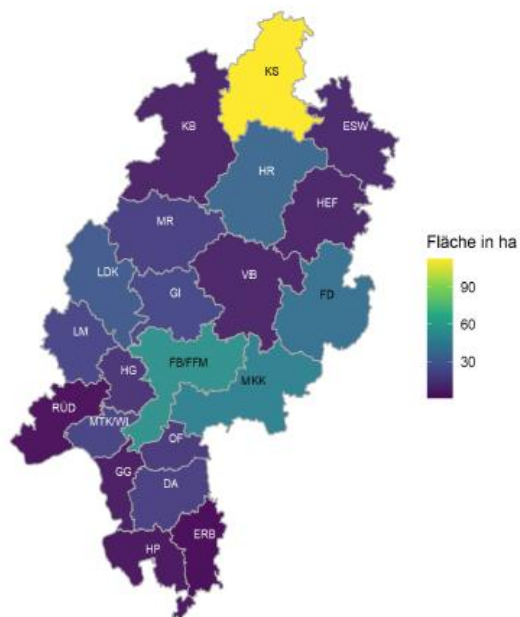 KS
KB
ESW
HR
HEF
MR
LDK
VB
GI
FD
LM
FB/FFM
HG
MKK
RÜD
MTK/WI
OF
GG
DA
ERB
HP
Fläche in ha
90
60
30